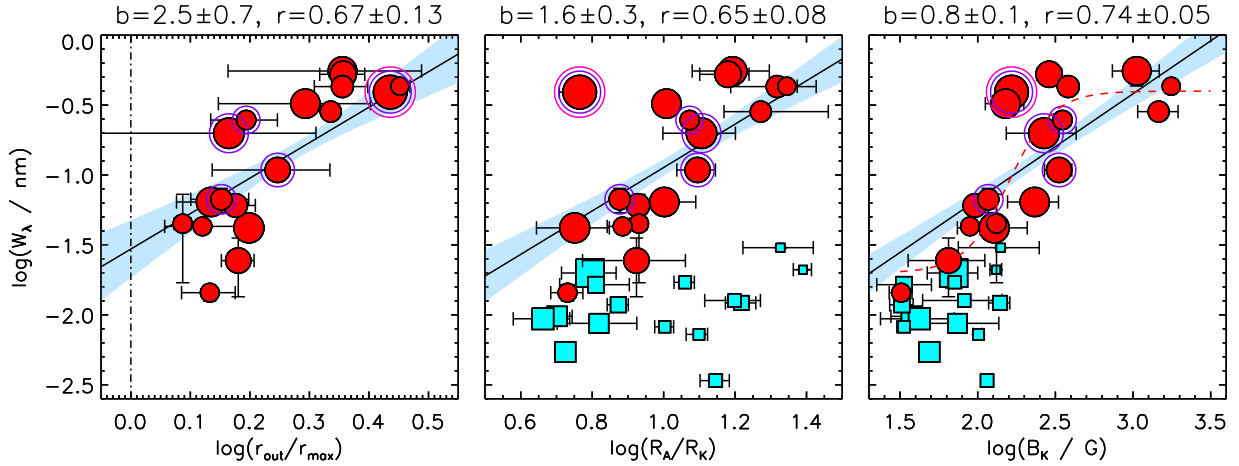 b=2.5±0.7, r=0.67±0.13
b=1.6±0.3, r=0.65±0.08
b=0.8±0.1, r=0.74±0.05
log(W_λ / nm)
0.0
−0.5
−1.0
−1.5
−2.0
−2.5
0.0 0.1 0.2 0.3 0.4 0.5
0.6 0.8 1.0 1.2 1.4
1.5 2.0 2.5 3.0 3.5
log(r_out/r_max)
log(R_A/R_K)
log(B_K / G)